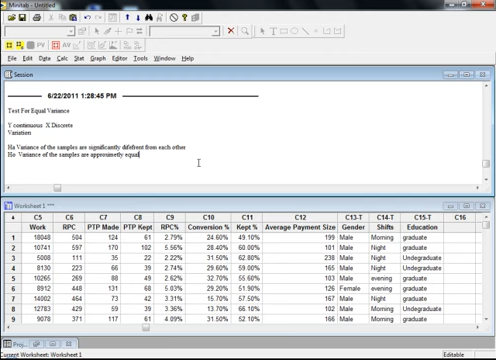 Minitab - Untitled
File Edit Data Calc Stat Graph Editor Tools Window Help
Session
6/22/2011 1:28:45 PM
Test For Equal Variance
Y continuous X Discrete
Variation
Ha Variance of the samples are significantly different from each other
Ho Variance of the samples are approximetly equal
Worksheet 1 ***
C5 C6 C7 C8 C9 C10 C11 C12 C13-T C14-T C15-T C16
Work RPC PTP Made PTP Kept RPC% Conversion % Kept % Average Payment Size Gender Shifts Education
1 18048 504 124 61 2.79% 24.60% 49.10% 199 Male Morning graduate
2 10741 597 170 102 5.56% 28.40% 60.00% 101 Male Night graduate
3 5008 111 35 22 2.22% 31.50% 62.80% 238 Male Night Undergraduate
4 8130 223 66 39 2.74% 29.60% 59.00% 151 Male Morning Undergraduate
5 10265 269 88 49 2.62% 32.70% 55.60% 103 Male evening graduate
6 8912 448 131 68 5.03% 29.20% 51.90% 126 Female evening graduate
7 14002 464 73 42 3.31% 15.70% 57.50% 167 Male Morning graduate
8 12783 429 59 39 3.36% 13.70% 66.10% 102 Male Morning Undergraduate
9 9078 371 117 61 4.09% 31.50% 52.10% 166 Male Night graduate
Proj...
Current Worksheet: Worksheet 1